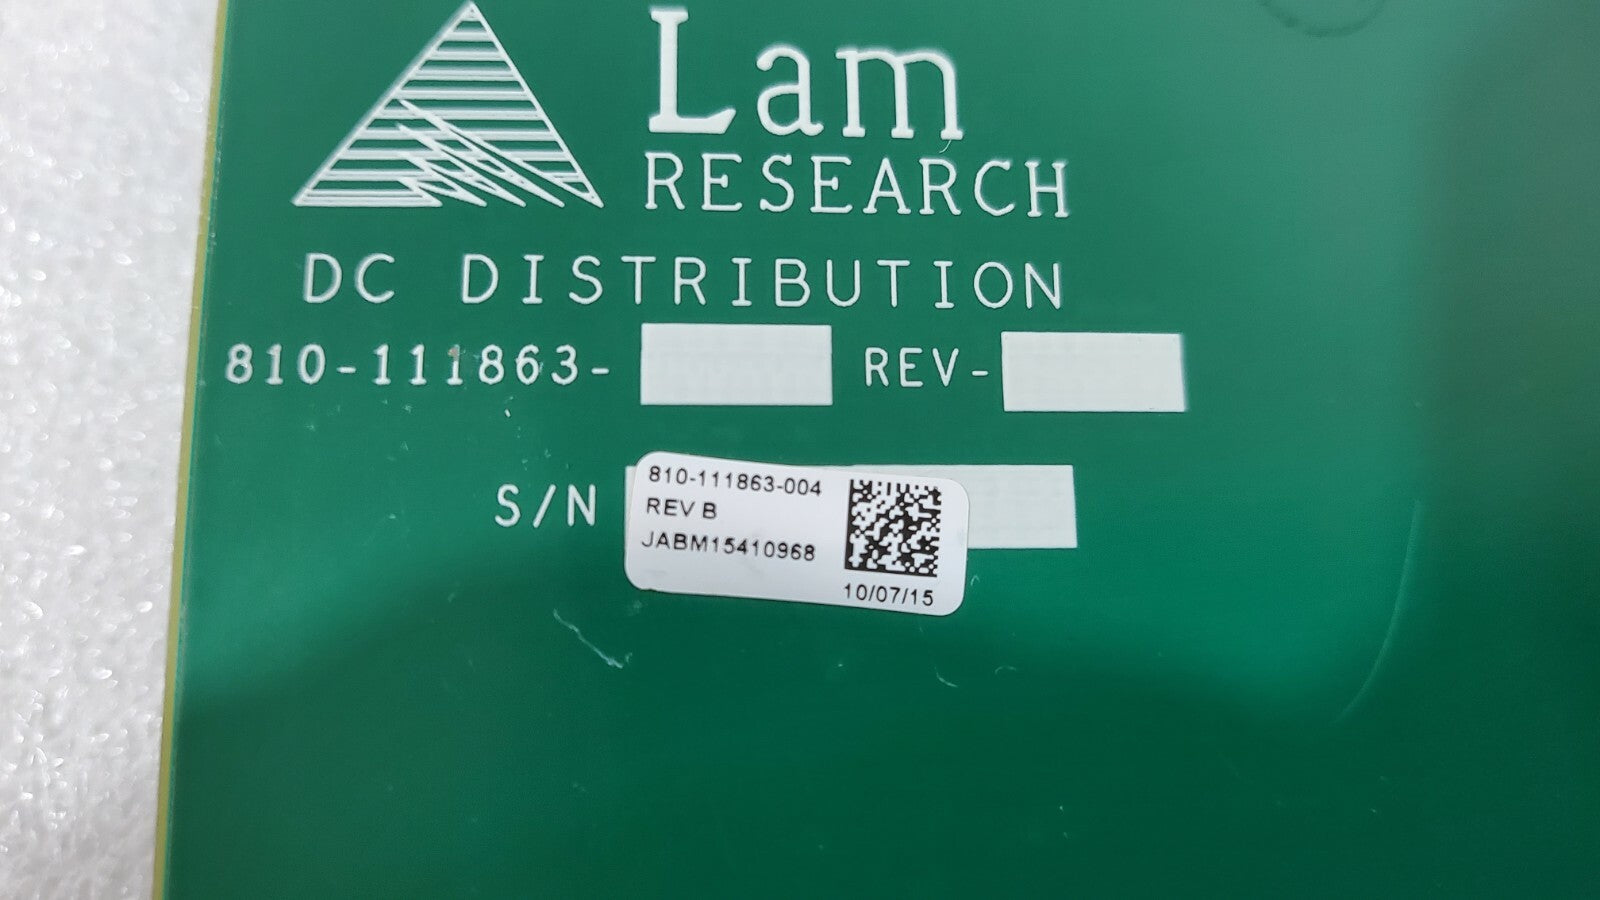 Lam
RESEARCH
DC DISTRIBUTION
810-111863- REV-
S/N
810-111863-004
REV B
JABM15410968
10/07/15